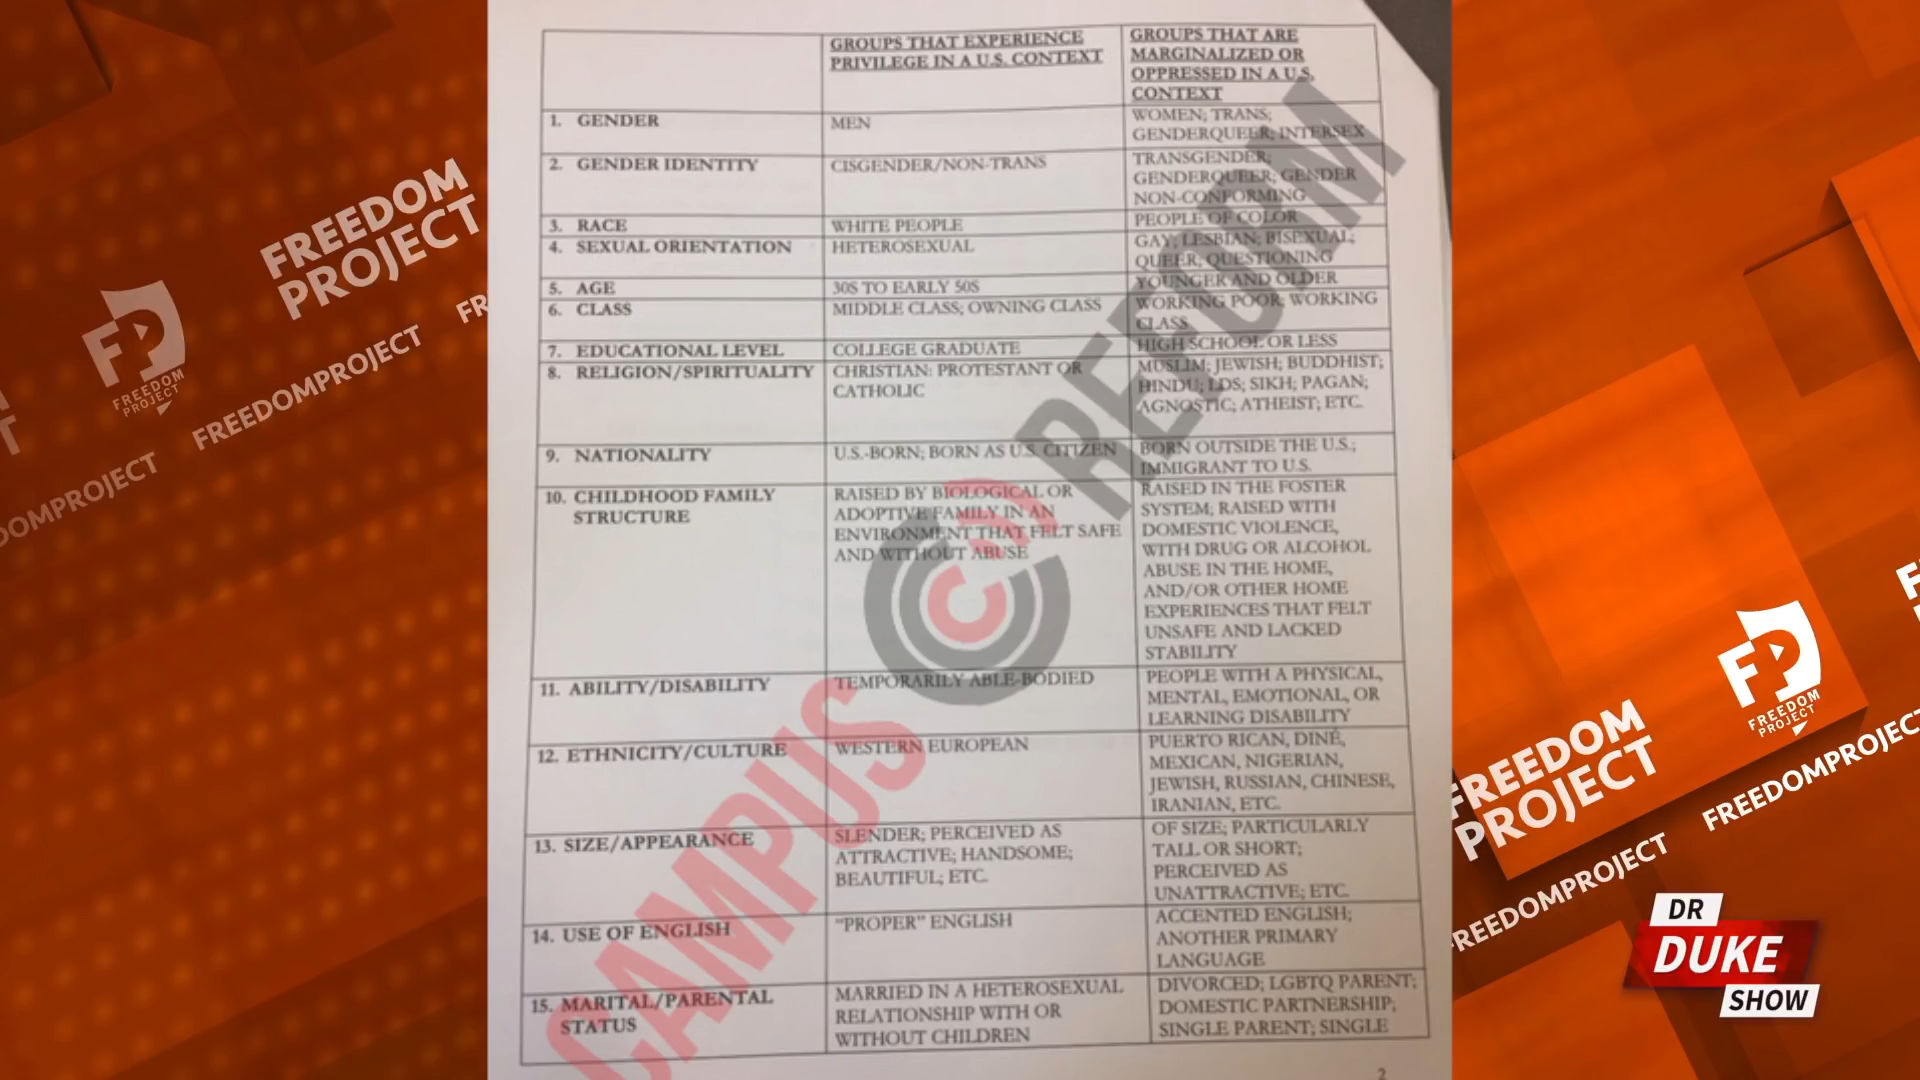 GROUPS THAT EXPERIENCE
PRIVILEGE IN A U.S. CONTEXT
GROUPS THAT ARE
MARGINALIZED OR
OPPRESSED IN A U.S.
CONTEXT
1. GENDER
MEN
WOMEN; TRANS;
GENDERQUEER; INTERSEX
2. GENDER IDENTITY
CISGENDER/NON-TRANS
TRANSGENDER;
GENDERQUEER; GENDER
NON-CONFORMING
3. RACE
WHITE PEOPLE
PEOPLE OF COLOR
4. SEXUAL ORIENTATION
HETEROSEXUAL
GAY; LESBIAN; BISEXUAL;
QUEER; QUESTIONING
5. AGE
30S TO EARLY 50S
YOUNGER AND OLDER
6. CLASS
MIDDLE CLASS; OWNING CLASS
WORKING POOR; WORKING
CLASS
7. EDUCATIONAL LEVEL
COLLEGE GRADUATE
HIGH SCHOOL OR LESS
8. RELIGION/SPIRITUALITY
CHRISTIAN: PROTESTANT OR
CATHOLIC
MUSLIM; JEWISH; BUDDHIST;
HINDU; LDS; SIKH; PAGAN;
AGNOSTIC; ATHEIST; ETC.
9. NATIONALITY
U.S.-BORN; BORN AS U.S. CITIZEN
BORN OUTSIDE THE U.S.;
IMMIGRANT TO U.S.
10. CHILDHOOD FAMILY
STRUCTURE
RAISED BY BIOLOGICAL OR
ADOPTIVE FAMILY IN AN
ENVIRONMENT THAT FELT SAFE
AND WITHOUT ABUSE
RAISED IN THE FOSTER
SYSTEM; RAISED WITH
DOMESTIC VIOLENCE,
WITH DRUG OR ALCOHOL
ABUSE IN THE HOME,
AND/OR OTHER HOME
EXPERIENCES THAT FELT
UNSAFE AND LACKED
STABILITY
11. ABILITY/DISABILITY
TEMPORARILY ABLE-BODIED
PEOPLE WITH A PHYSICAL,
MENTAL, EMOTIONAL, OR
LEARNING DISABILITY
12. ETHNICITY/CULTURE
WESTERN EUROPEAN
PUERTO RICAN, DINÉ,
MEXICAN, NIGERIAN,
JEWISH, RUSSIAN, CHINESE,
IRANIAN, ETC.
13. SIZE/APPEARANCE
SLENDER; PERCEIVED AS
ATTRACTIVE; HANDSOME;
BEAUTIFUL; ETC.
OF SIZE; PARTICULARLY
TALL OR SHORT;
PERCEIVED AS
UNATTRACTIVE; ETC.
14. USE OF ENGLISH
"PROPER" ENGLISH
ACCENTED ENGLISH;
ANOTHER PRIMARY
LANGUAGE
15. MARITAL/PARENTAL
STATUS
MARRIED IN A HETEROSEXUAL
RELATIONSHIP WITH OR
WITHOUT CHILDREN
DIVORCED; LGBTQ PARENT;
DOMESTIC PARTNERSHIP;
SINGLE PARENT; SINGLE
2
CAMPUS REFORM
FREEDOM
PROJECT
FP
FREEDOM
PROJECT
FREEDOMPROJECT
FREEDOM
PROJECT
FP
FREEDOM
PROJECT
FREEDOMPROJECT
DR
DUKE
SHOW